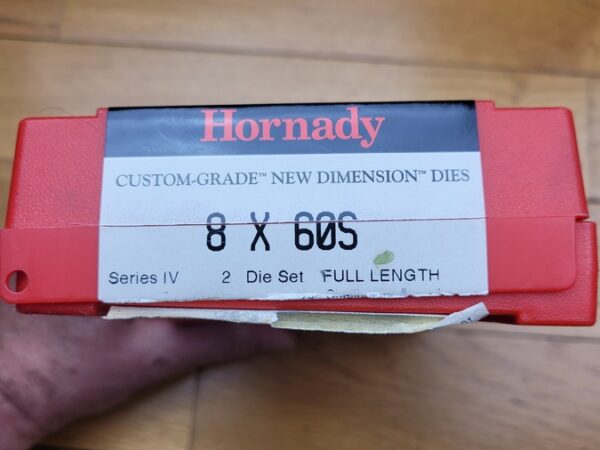 Hornady
CUSTOM-GRADE™ NEW DIMENSION™ DIES
8 X 60S
Series IV 2 Die Set FULL LENGTH